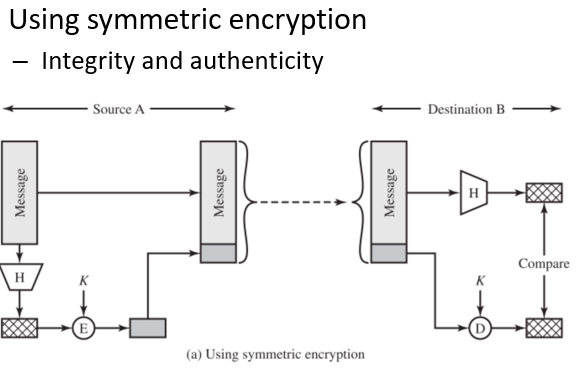 Using symmetric encryption
– Integrity and authenticity
Source A
Destination B
Message
Message
Message
H
H
Compare
K
K
E
D
(a) Using symmetric encryption